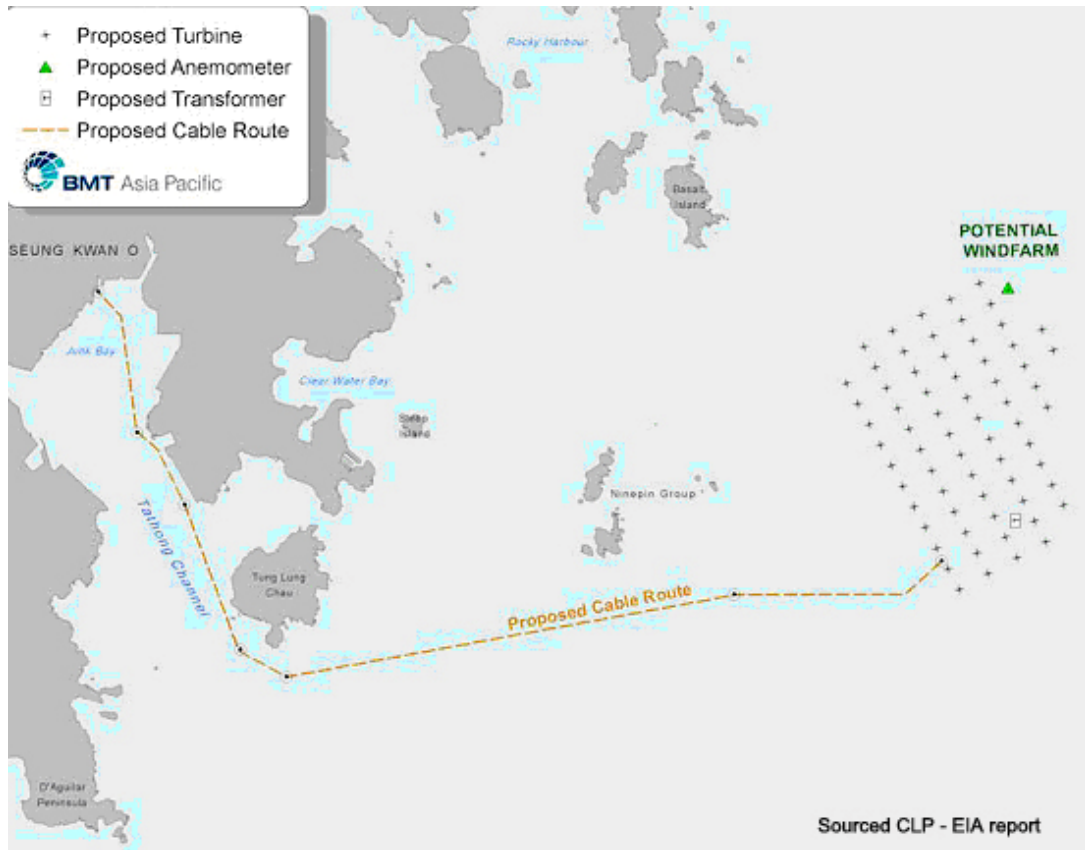 Proposed Turbine
Proposed Anemometer
Proposed Transformer
Proposed Cable Route
BMT Asia Pacific
Rocky Harbour
Basalt
Island
POTENTIAL
WINDFARM
SEUNG KWAN O
Junk Bay
Clear Water Bay
Steep
Island
Ninepin Group
Tathong Channel
Tung Lung
Chau
Proposed Cable Route
D'Aguilar
Peninsula
Sourced CLP - EIA report